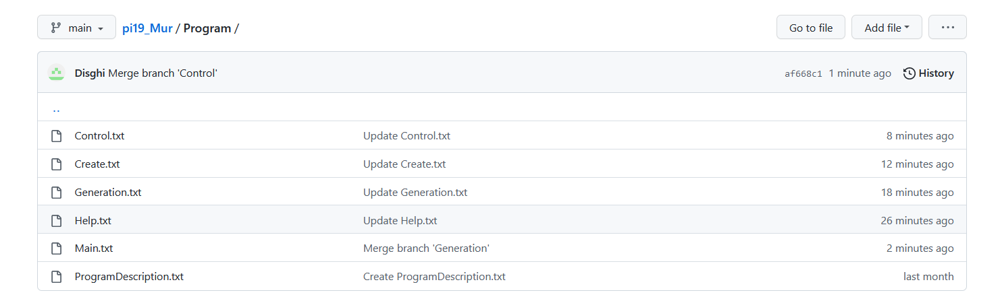 main pi19_Mur / Program / Go to file Add file ...
Disghi Merge branch 'Control' af668c1 1 minute ago History
..
Control.txt Update Control.txt 8 minutes ago
Create.txt Update Create.txt 12 minutes ago
Generation.txt Update Generation.txt 18 minutes ago
Help.txt Update Help.txt 26 minutes ago
Main.txt Merge branch 'Generation' 2 minutes ago
ProgramDescription.txt Create ProgramDescription.txt last month